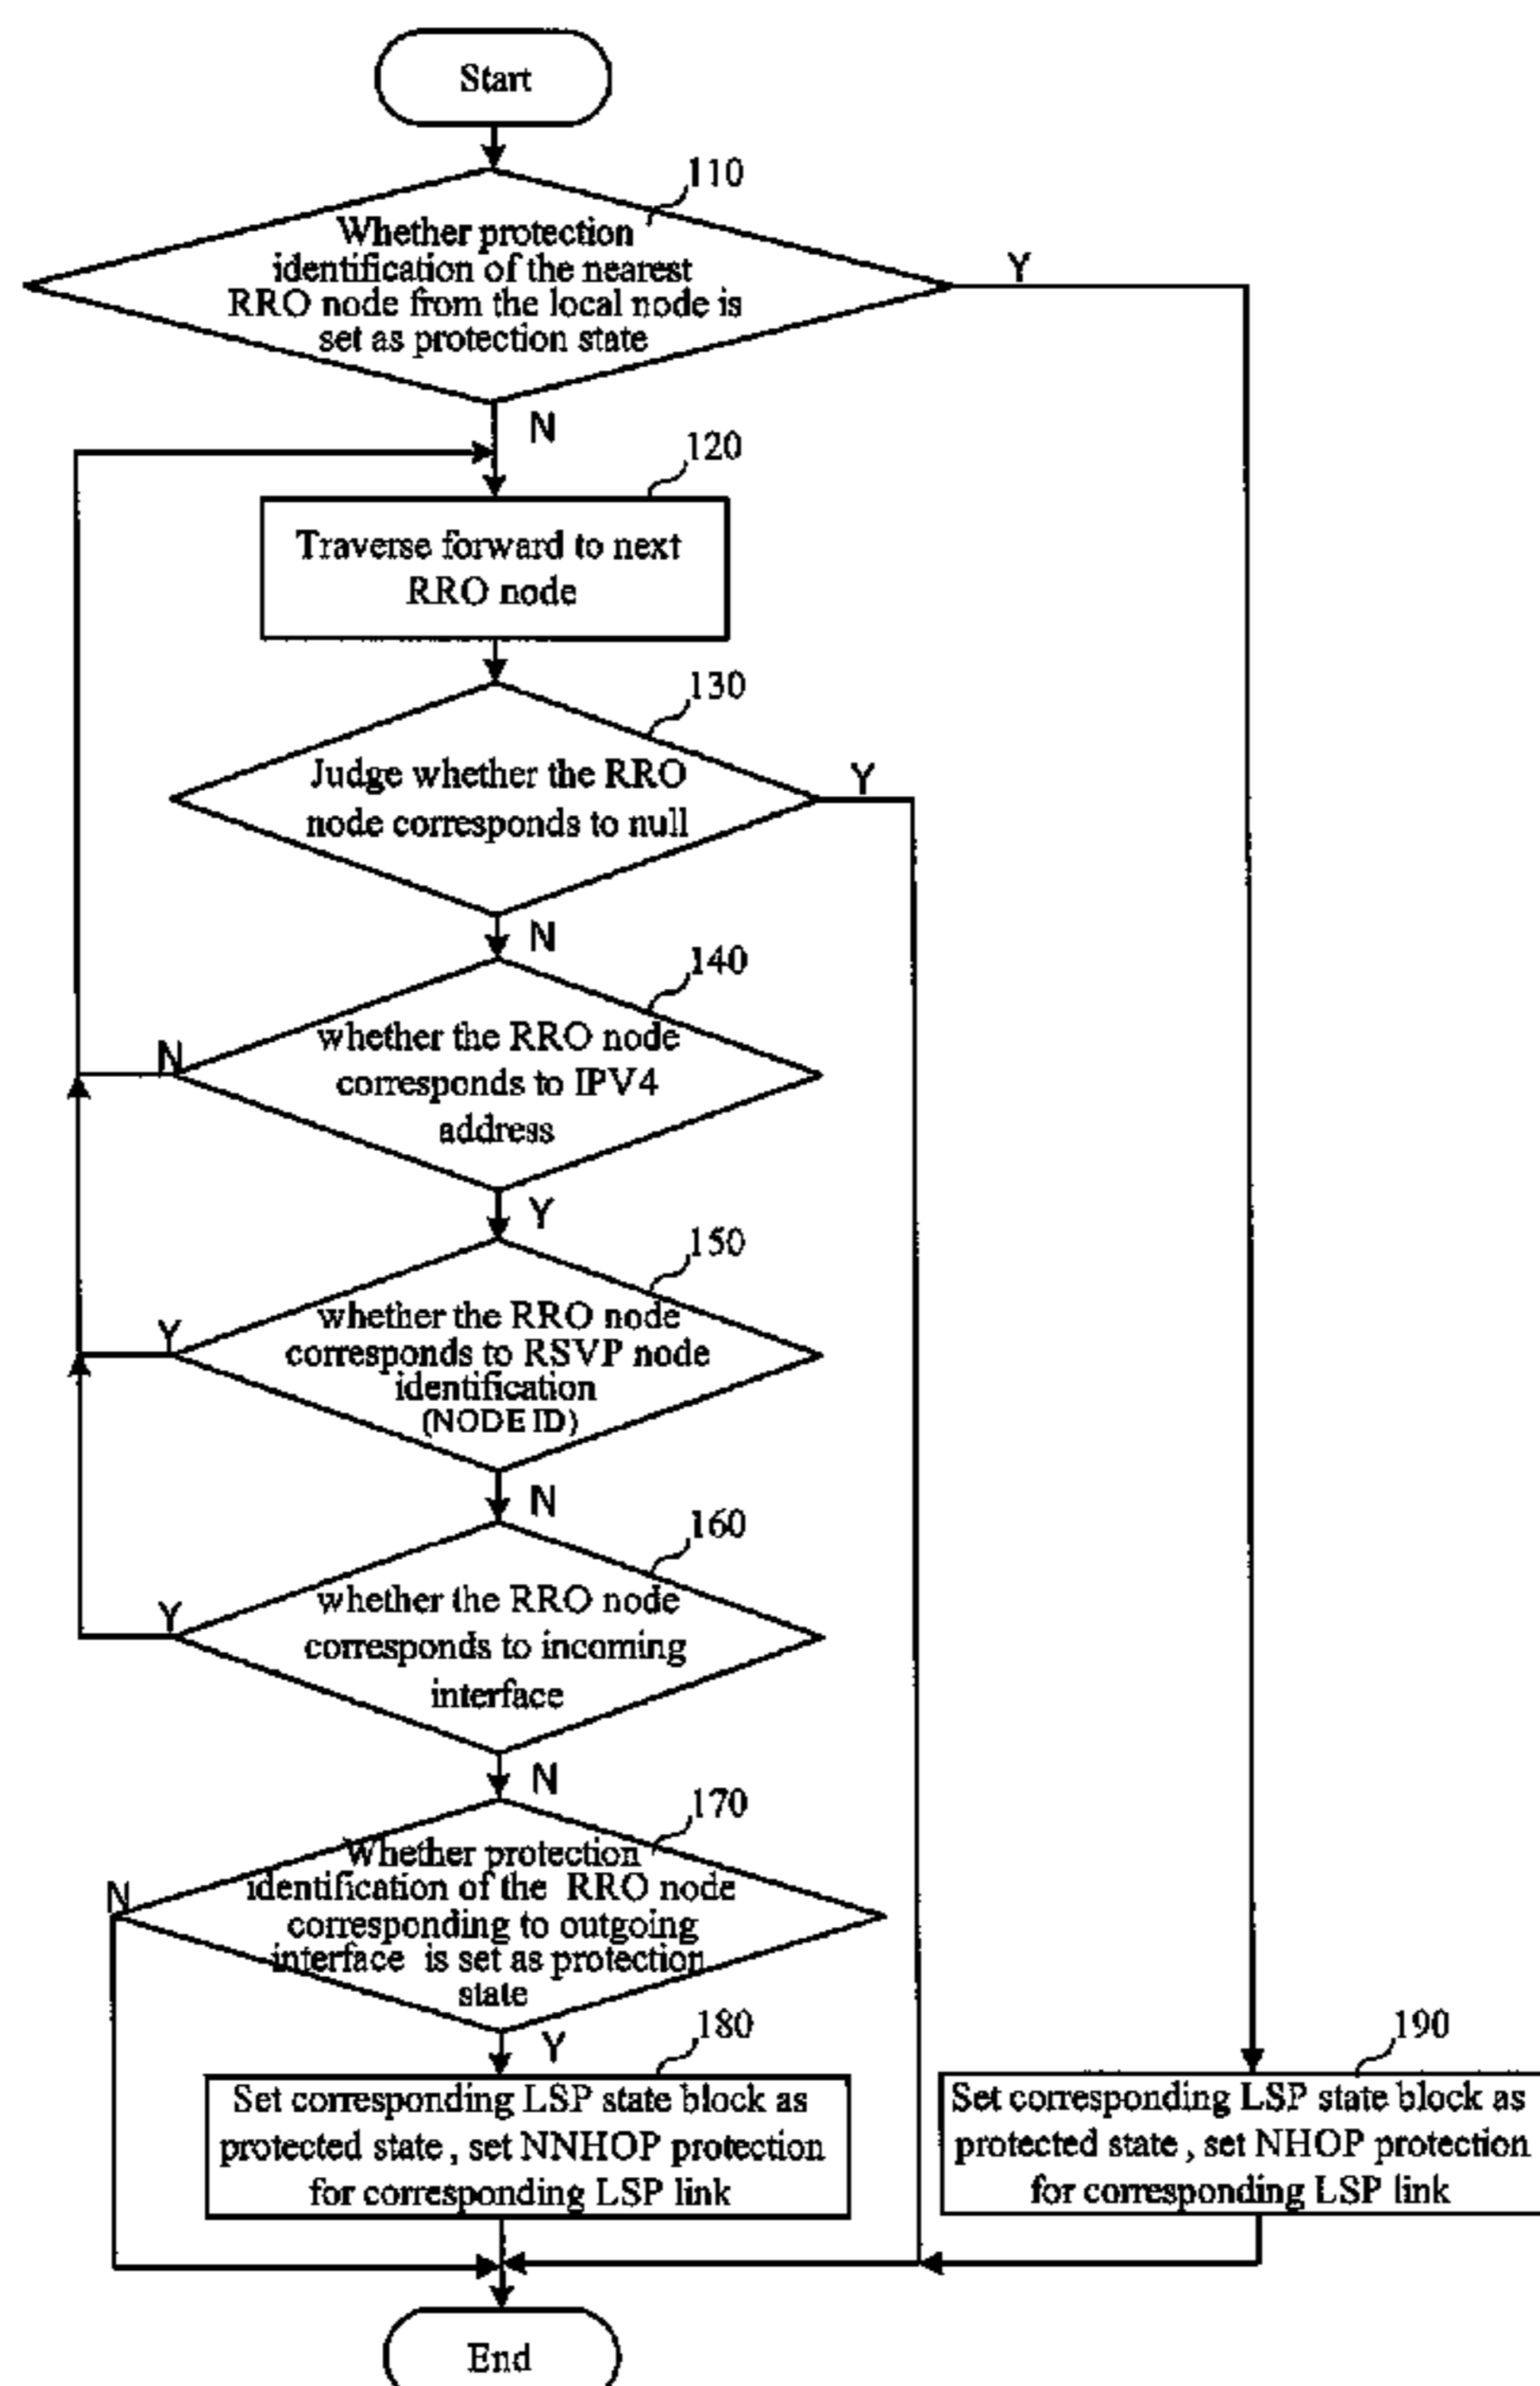 Start
110
Whether protection
identification of the nearest
RRO node from the local node is
set as protection state
Y
N
120
Traverse forward to next
RRO node
130
Judge whether the RRO
node corresponds to null
Y
N
140
whether the RRO node
corresponds to IPV4
address
N
Y
150
whether the RRO node
corresponds to RSVP node
identification
(NODE ID)
Y
N
160
whether the RRO node
corresponds to incoming
interface
Y
N
170
Whether protection
identification of the RRO node
corresponding to outgoing
interface is set as protection
state
N
Y
180
Set corresponding LSP state block as
protected state , set NNHOP protection
for corresponding LSP link
190
Set corresponding LSP state block as
protected state , set NHOP protection
for corresponding LSP link
End